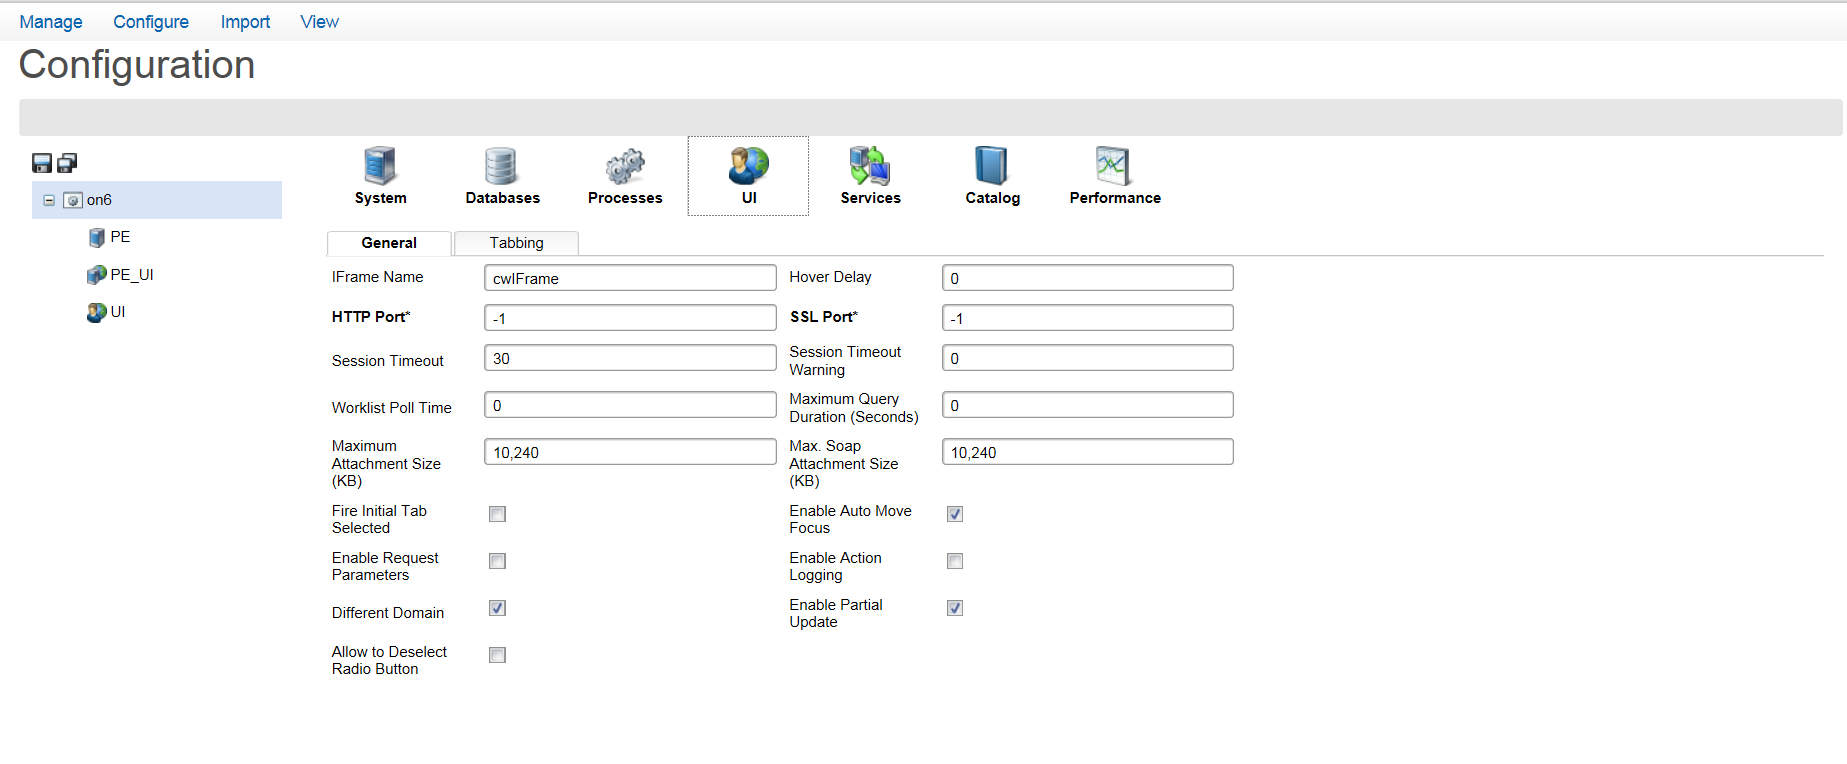 Manage Configure Import View
Configuration
on6
PE
PE_UI
UI
System Databases Processes UI Services Catalog Performance
General Tabbing
IFrame Name cwIFrame Hover Delay 0
HTTP Port* -1 SSL Port* -1
Session Timeout 30 Session Timeout
Warning 0
Worklist Poll Time 0 Maximum Query
Duration (Seconds) 0
Maximum
Attachment Size
(KB) 10,240 Max. Soap
Attachment Size
(KB) 10,240
Fire Initial Tab
Selected Enable Auto Move
Focus
Enable Request
Parameters Enable Action
Logging
Different Domain Enable Partial
Update
Allow to Deselect
Radio Button